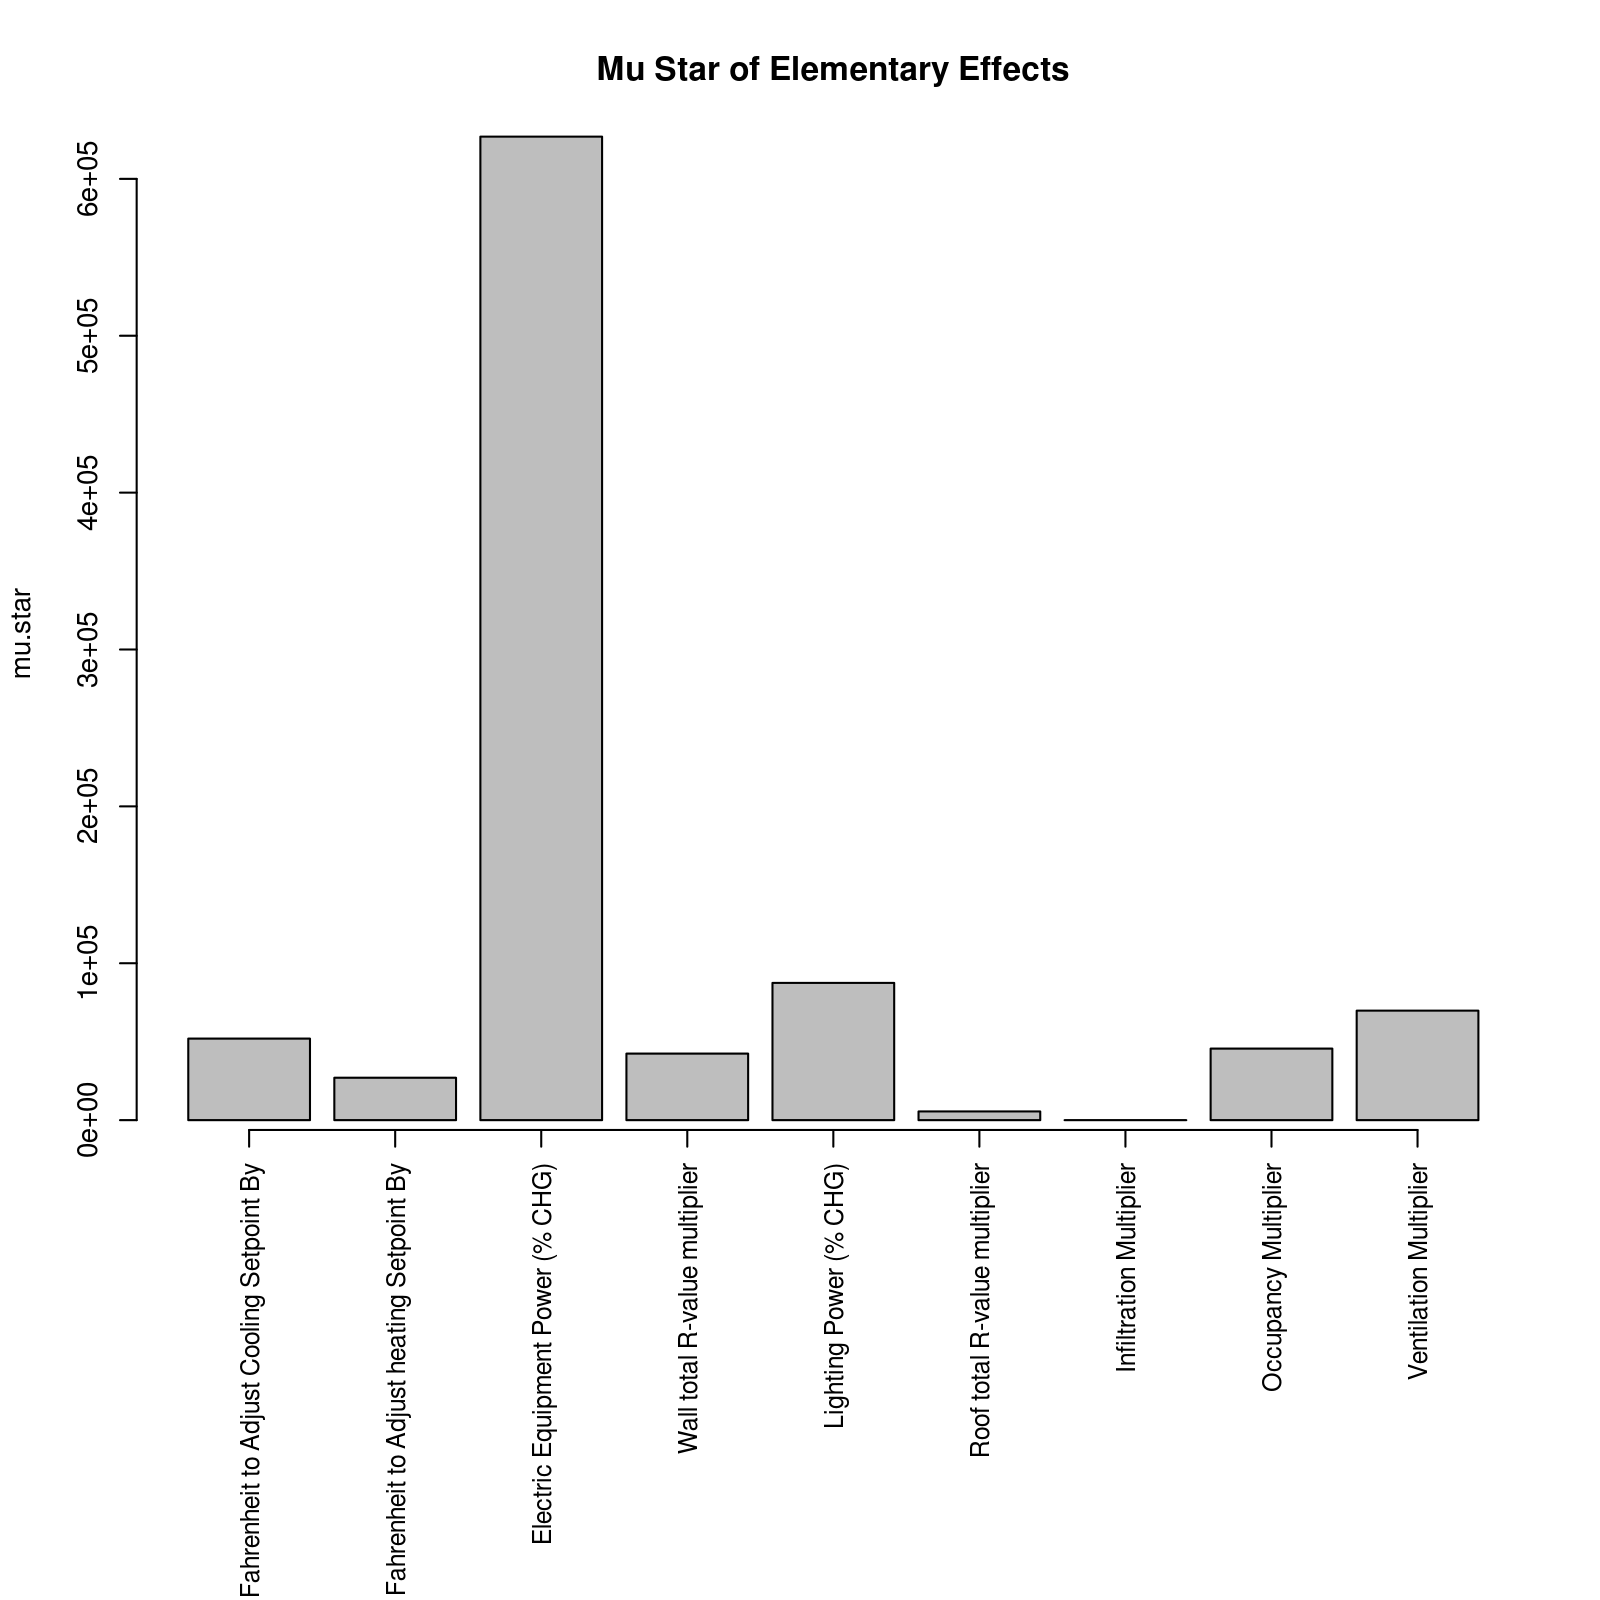 Mu Star of Elementary Effects
mu.star
6e+05
5e+05
4e+05
3e+05
2e+05
1e+05
0e+00
Fahrenheit to Adjust Cooling Setpoint By
Fahrenheit to Adjust heating Setpoint By
Electric Equipment Power (% CHG)
Wall total R-value multiplier
Lighting Power (% CHG)
Roof total R-value multiplier
Infiltration Multiplier
Occupancy Multiplier
Ventilation Multiplier